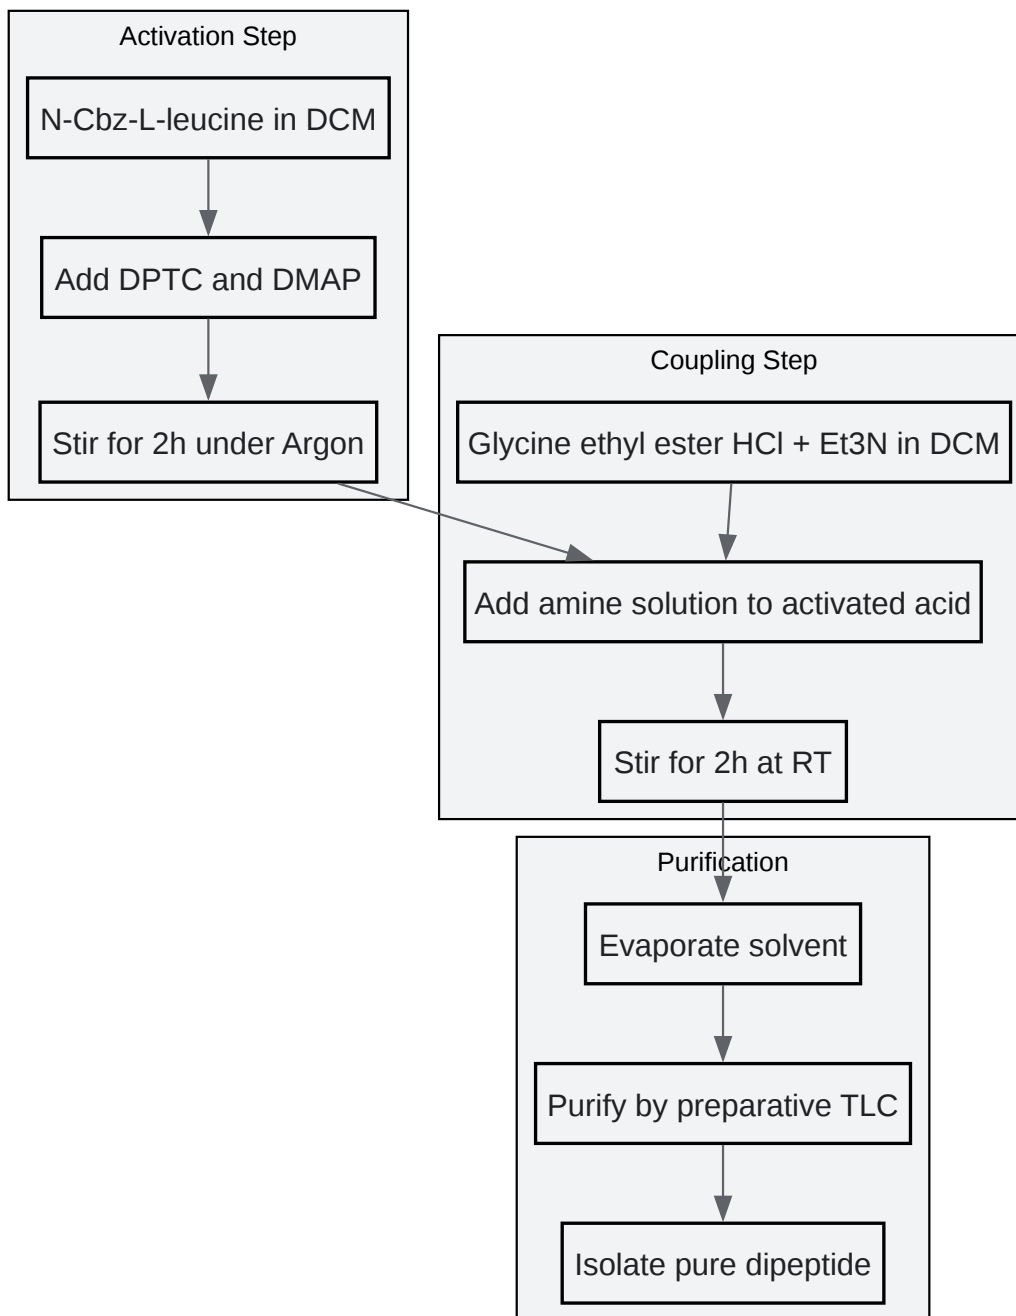 Activation Step
N-Cbz-L-leucine in DCM
Add DPTC and DMAP
Stir for 2h under Argon
Coupling Step
Glycine ethyl ester HCl + Et3N in DCM
Add amine solution to activated acid
Stir for 2h at RT
Purification
Evaporate solvent
Purify by preparative TLC
Isolate pure dipeptide